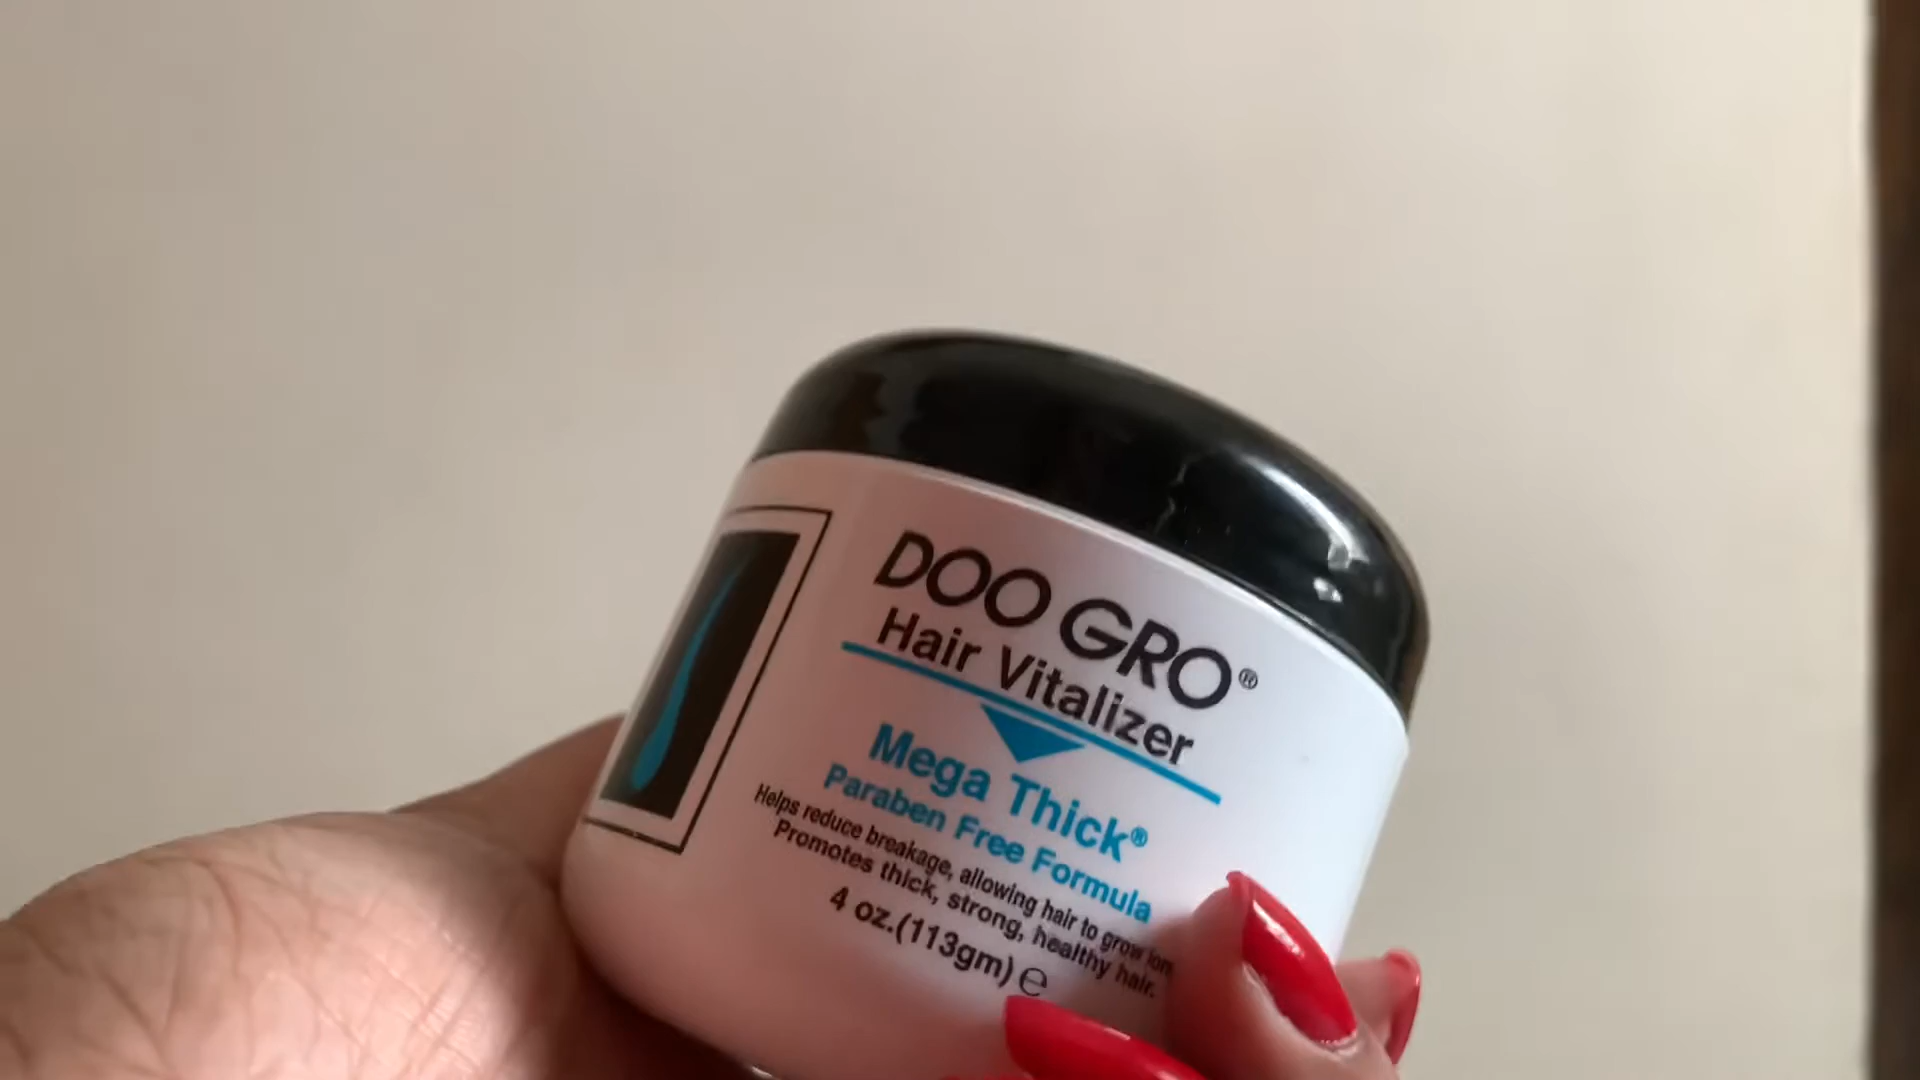 DOO GRO®
Hair Vitalizer
Mega Thick®
Paraben Free Formula
Helps reduce breakage, allowing hair to grow
Promotes thick, strong, healthy hair.
4 oz.(113gm) ℮